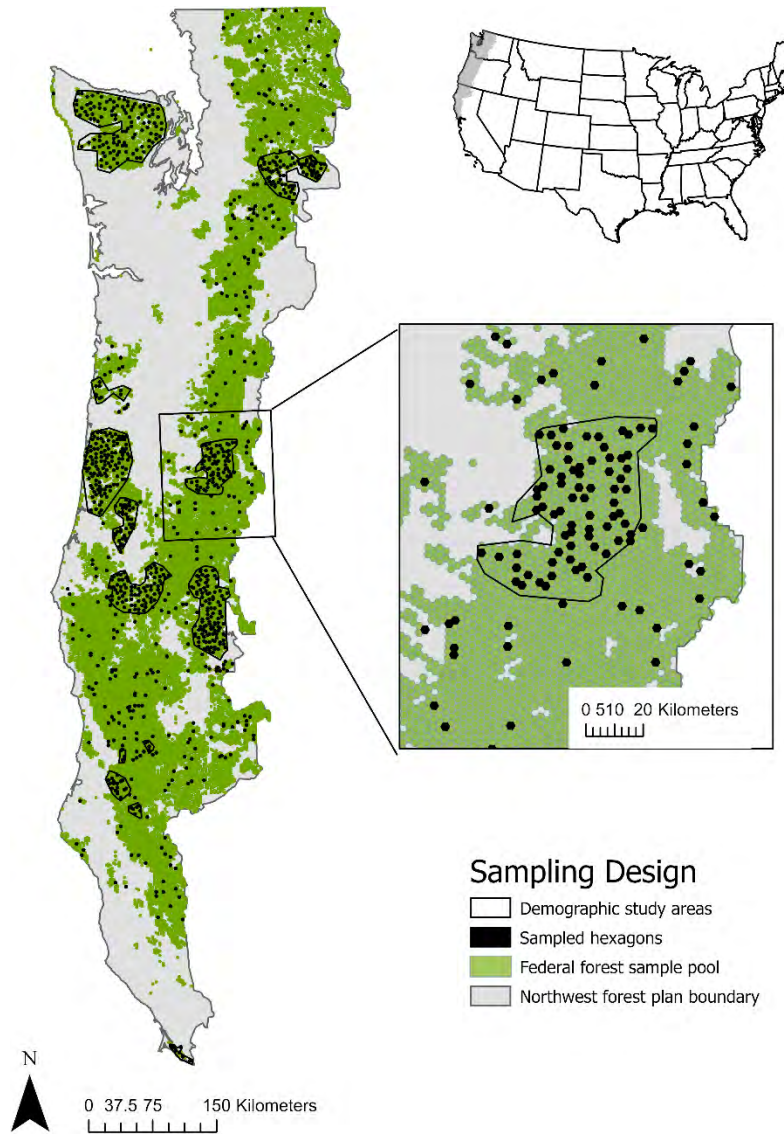 0 510 20 Kilometers
Sampling Design
Demographic study areas
Sampled hexagons
Federal forest sample pool
Northwest forest plan boundary
N
0 37.5 75 150 Kilometers